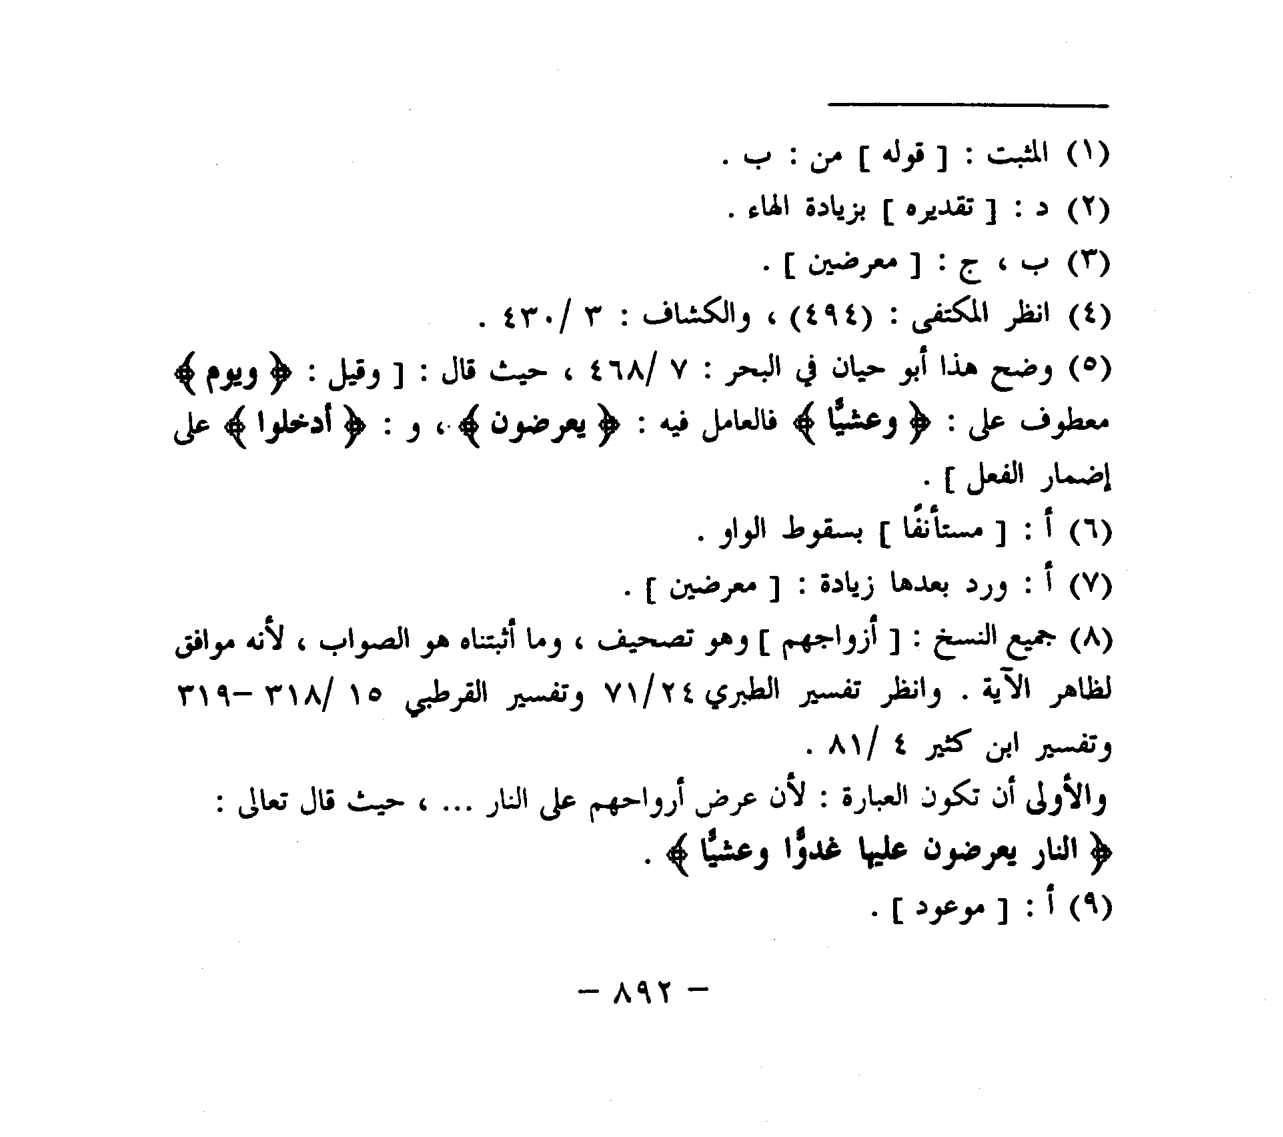 (١) المثبت : [ قوله ] من : ب .
(٢) د : [ تقديره ] بزيادة الهاء .
(٣) ب ، ج : [ معرضين ] .
(٤) انظر المكتفى : (٤٩٤) ، والكشاف : ٣ /٤٣٠ .
(٥) وضح هذا أبو حيان في البحر : ٧ /٤٦٨ ، حيث قال : [ وقيل : ﴿ ويوم ﴾
معطوف على : ﴿ وعشيًّا ﴾ فالعامل فيه : ﴿ يعرضون ﴾ ، و : ﴿ أدخلوا ﴾ على
إضمار الفعل ] .
(٦) أ : [ مستأنفًا ] بسقوط الواو .
(٧) أ : ورد بعدها زيادة : [ معرضين ] .
(٨) جميع النسخ : [ أزواجهم ] وهو تصحيف ، وما أثبتناه هو الصواب ، لأنه موافق
لظاهر الآية . وانظر تفسير الطبري ٧١/٢٤ وتفسير القرطبي ١٥ /٣١٨ –٣١٩
وتفسير ابن كثير ٤ /٨١ .
والأولى أن تكون العبارة : لأن عرض أرواحهم على النار ... ، حيث قال تعالى :
﴿ النار يعرضون عليها غدوًّا وعشيًّا ﴾ .
(٩) أ : [ موعود ] .
– ٨٩٢ –